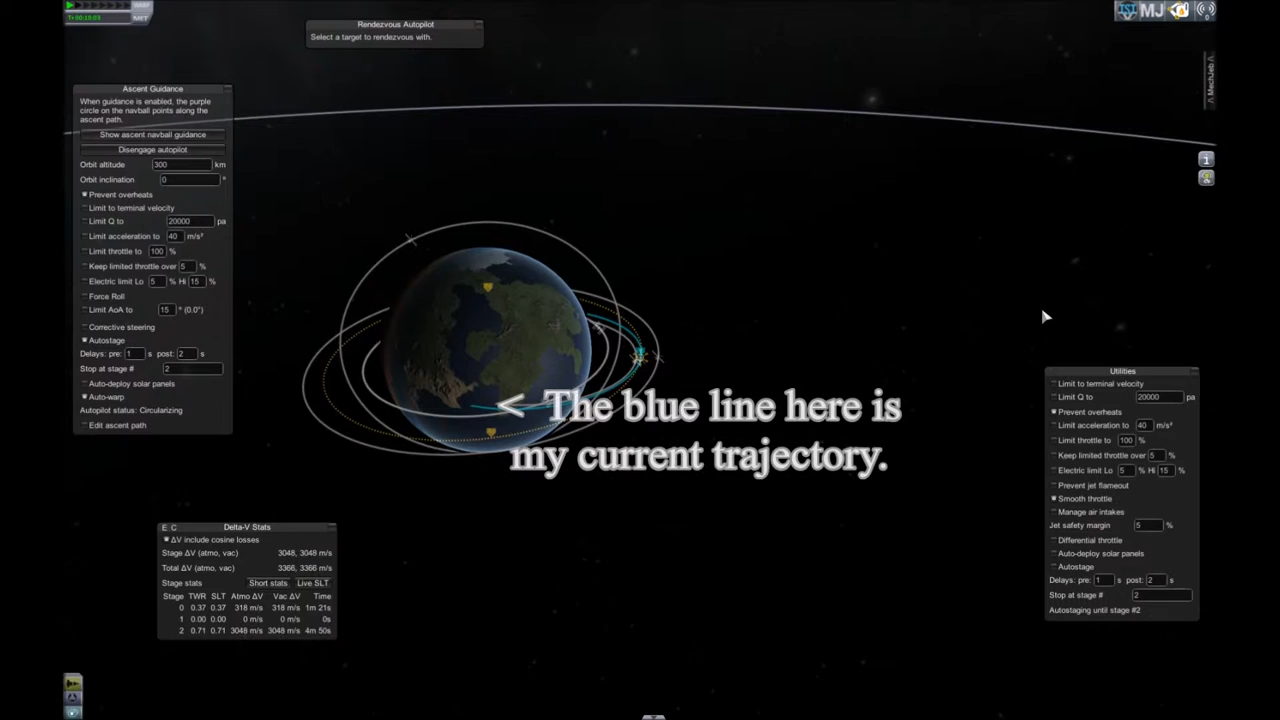 WARP
T+00:10:03 MET
Rendezvous Autopilot
Select a target to rendezvous with.
MJ
0
MechJeb
Ascent Guidance
When guidance is enabled, the purple
circle on the navball points along the
ascent path.
Show ascent navball guidance
Disengage autopilot
Orbit altitude 300 km
Orbit inclination 0 °
Prevent overheats
Limit to terminal velocity
Limit Q to 20000 pa
Limit acceleration to 40 m/s²
Limit throttle to 100 %
Keep limited throttle over 5 %
Electric limit Lo 5 % Hi 15 %
Force Roll
Limit AoA to 15 ° (0.0°)
Corrective steering
Autostage
Delays: pre: 1 s post: 2 s
Stop at stage # 2
Auto-deploy solar panels
Auto-warp
Autopilot status: Circularizing
Edit ascent path
< The blue line here is
my current trajectory.
Utilities
Limit to terminal velocity
Limit Q to 20000 pa
Prevent overheats
Limit acceleration to 40 m/s²
Limit throttle to 100 %
Keep limited throttle over 5 %
Electric limit Lo 5 % Hi 15 %
Prevent jet flameout
Smooth throttle
Manage air intakes
Jet safety margin 5 %
Differential throttle
Auto-deploy solar panels
Autostage
Delays: pre: 1 s post: 2 s
Stop at stage # 2
Autostaging until stage #2
E C Delta-V Stats
ΔV include cosine losses
Stage ΔV (atmo, vac) 3048, 3048 m/s
Total ΔV (atmo, vac) 3366, 3366 m/s
Stage stats Short stats Live SLT
Stage TWR SLT Atmo ΔV Vac ΔV Time
0 0.37 0.37 318 m/s 318 m/s 1m 21s
1 0.00 0.00 0 m/s 0 m/s 0s
2 0.71 0.71 3048 m/s 3048 m/s 4m 50s